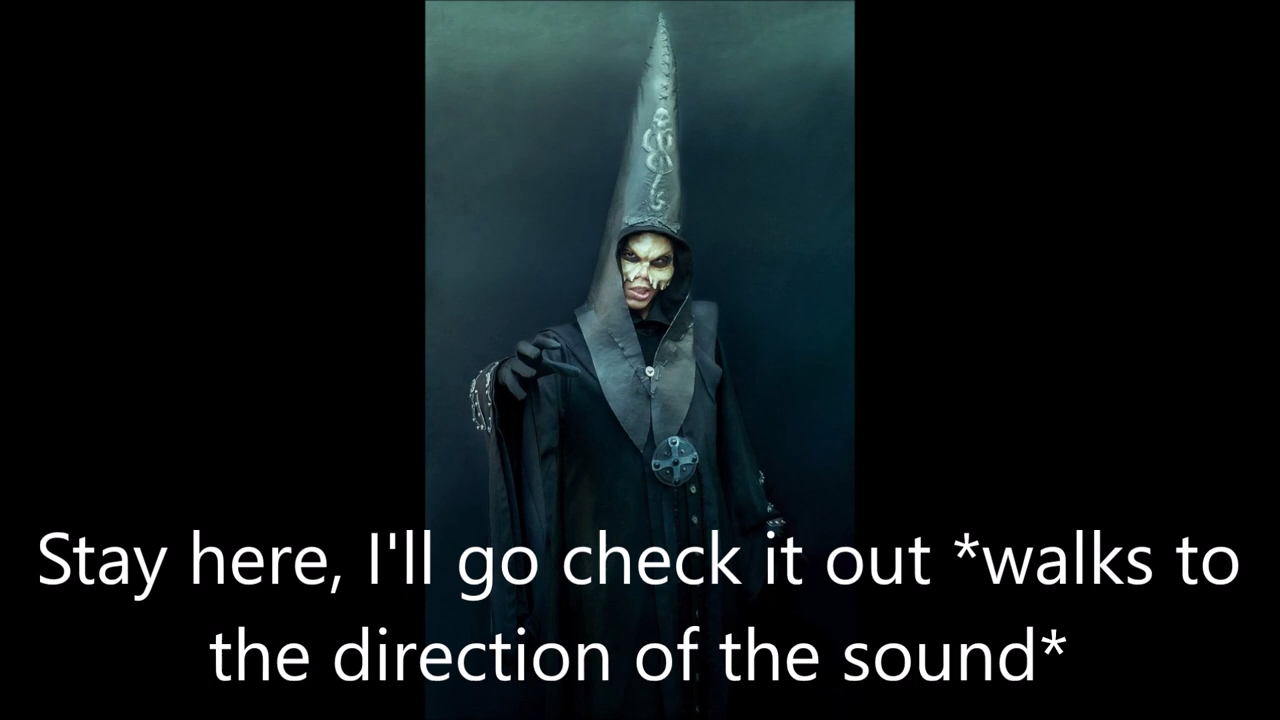 Stay here, I'll go check it out *walks to
the direction of the sound*